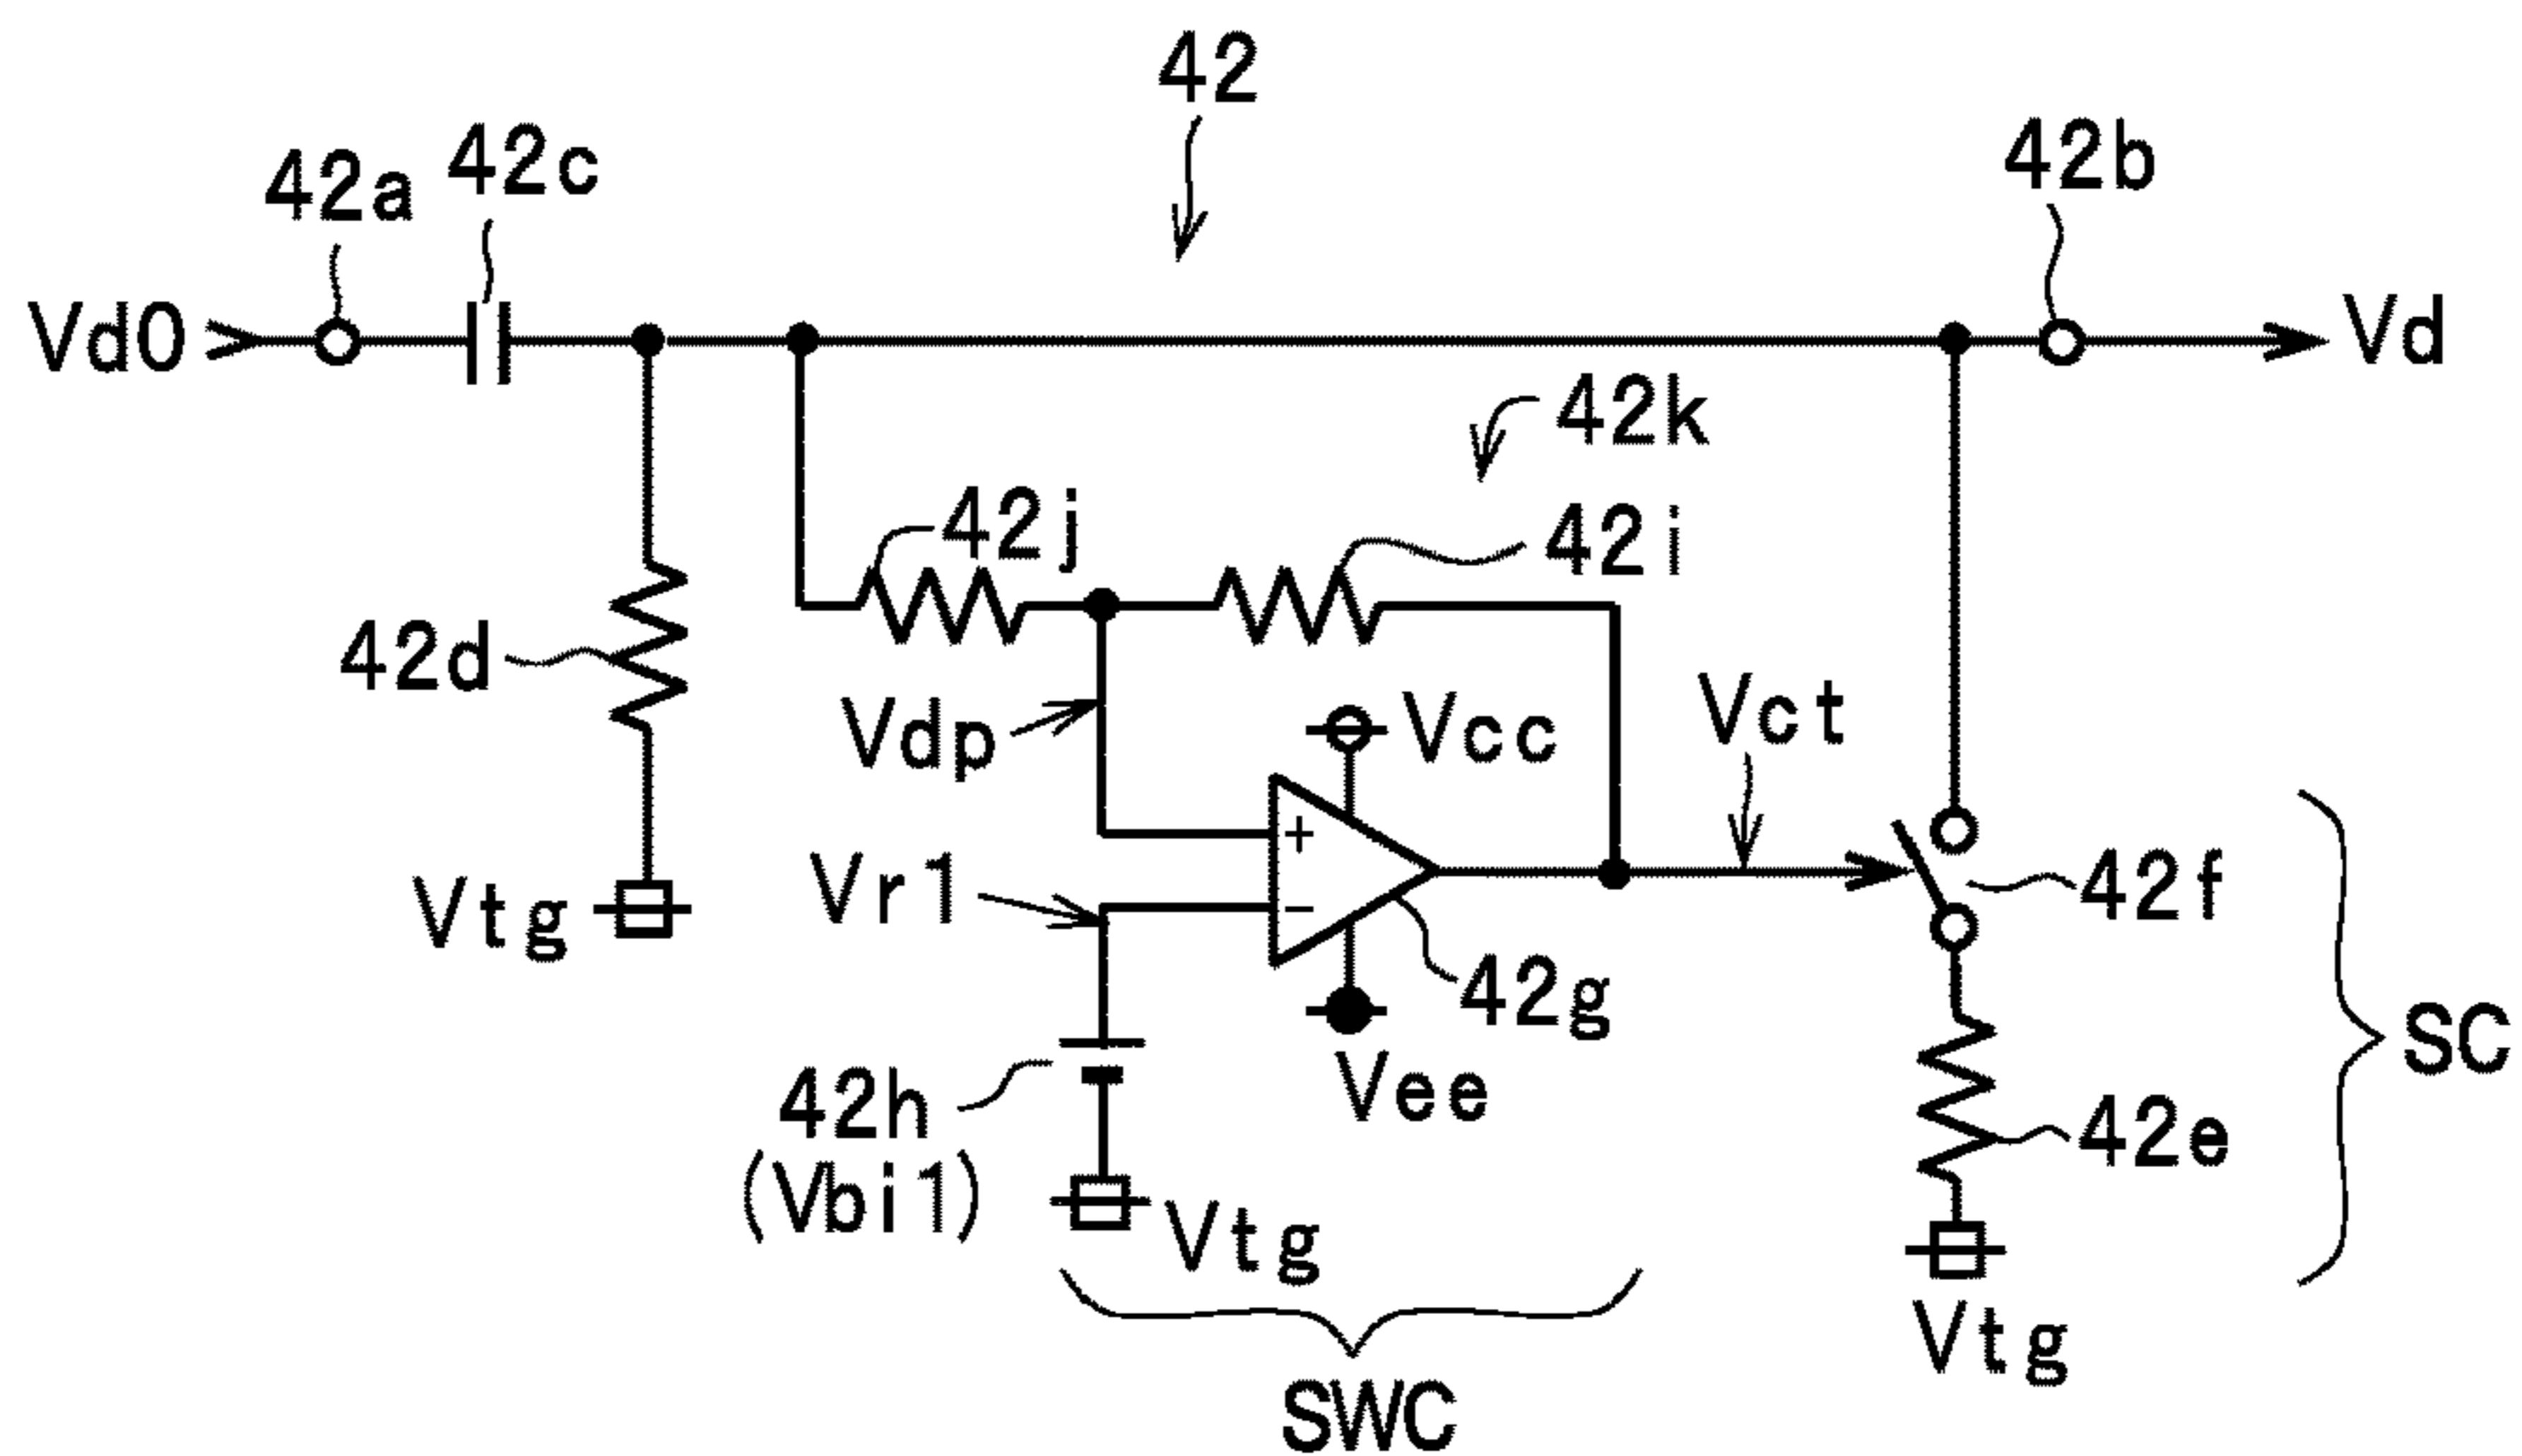 42
42a
42c
42b
Vd0
Vd
42k
42j
42i
42d
Vdp
Vcc
Vct
Vtg
Vr1
+
−
42f
42g
Vee
42h
(Vbi1)
Vtg
SC
42e
Vtg
SWC